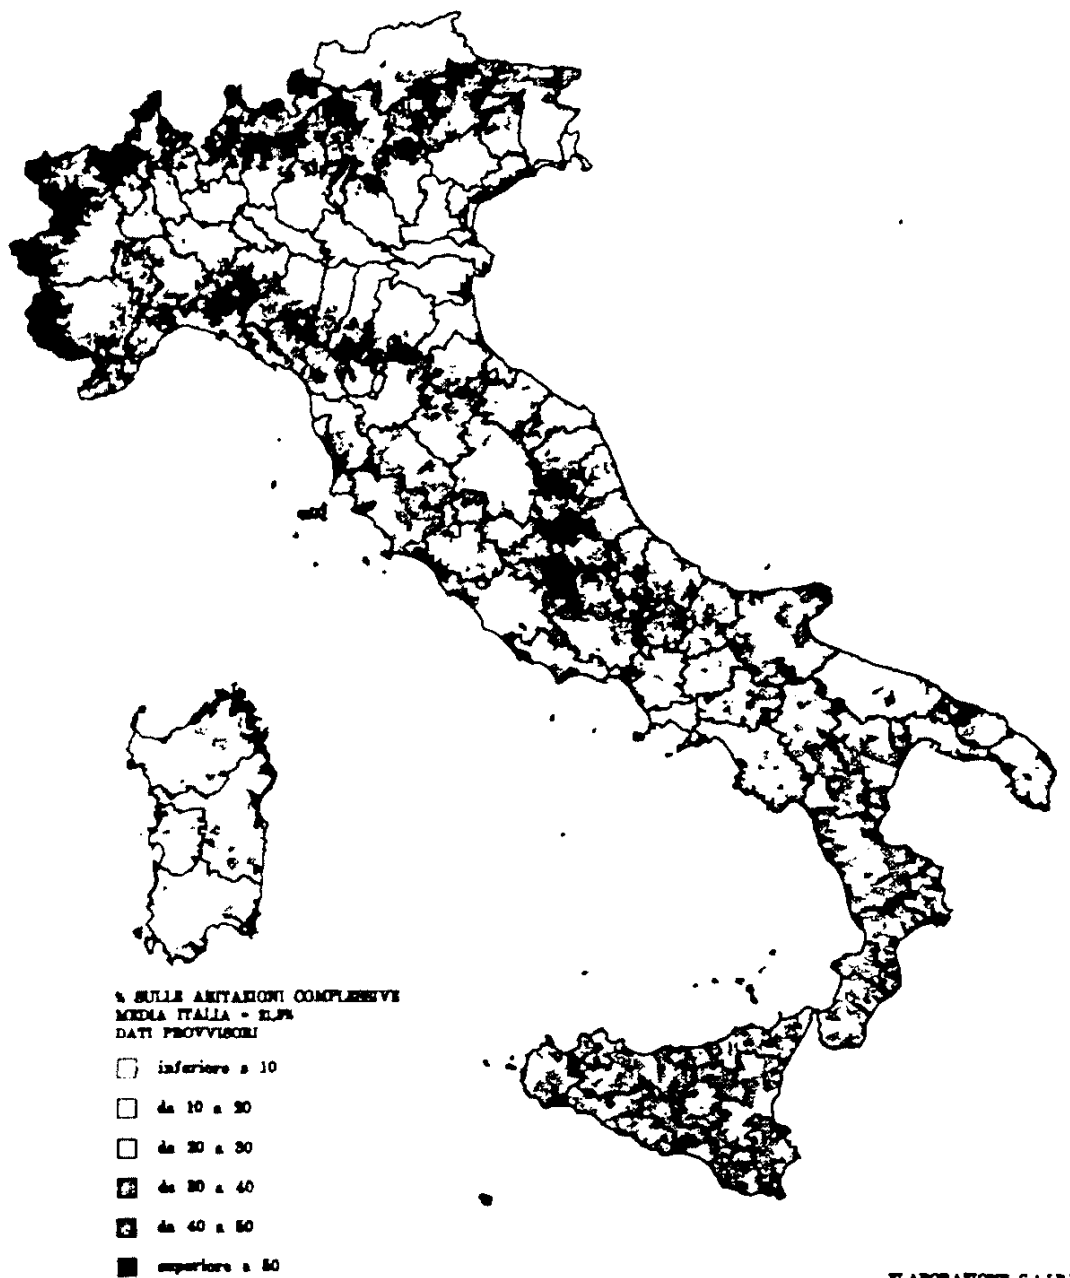 % SULLE ABITAZIONI COMPLESSIVE
MEDIA ITALIA =
DATI PROVVISORI
inferiore a 10
da 10 a 20
da 20 a 30
da 30 a 40
da 40 a 50
superiore a 50